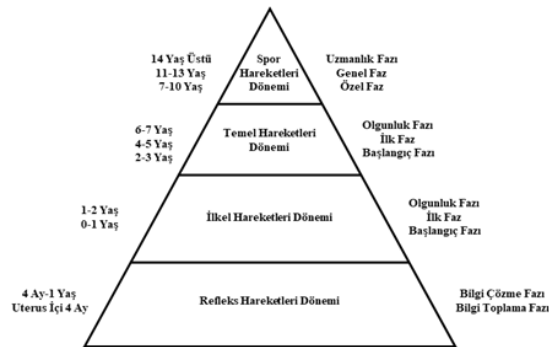 14 Yaş Üstü
11-13 Yaş
7-10 Yaş
Spor
Hareketleri
Dönemi
Uzmanlık Fazı
Genel Faz
Özel Faz
6-7 Yaş
4-5 Yaş
2-3 Yaş
Temel Hareketleri
Dönemi
Olgunluk Fazı
İlk Faz
Başlangıç Fazı
1-2 Yaş
0-1 Yaş
İlkel Hareketleri Dönemi
Olgunluk Fazı
İlk Faz
Başlangıç Fazı
4 Ay-1 Yaş
Uterus İçi 4 Ay
Refleks Hareketleri Dönemi
Bilgi Çözme Fazı
Bilgi Toplama Fazı